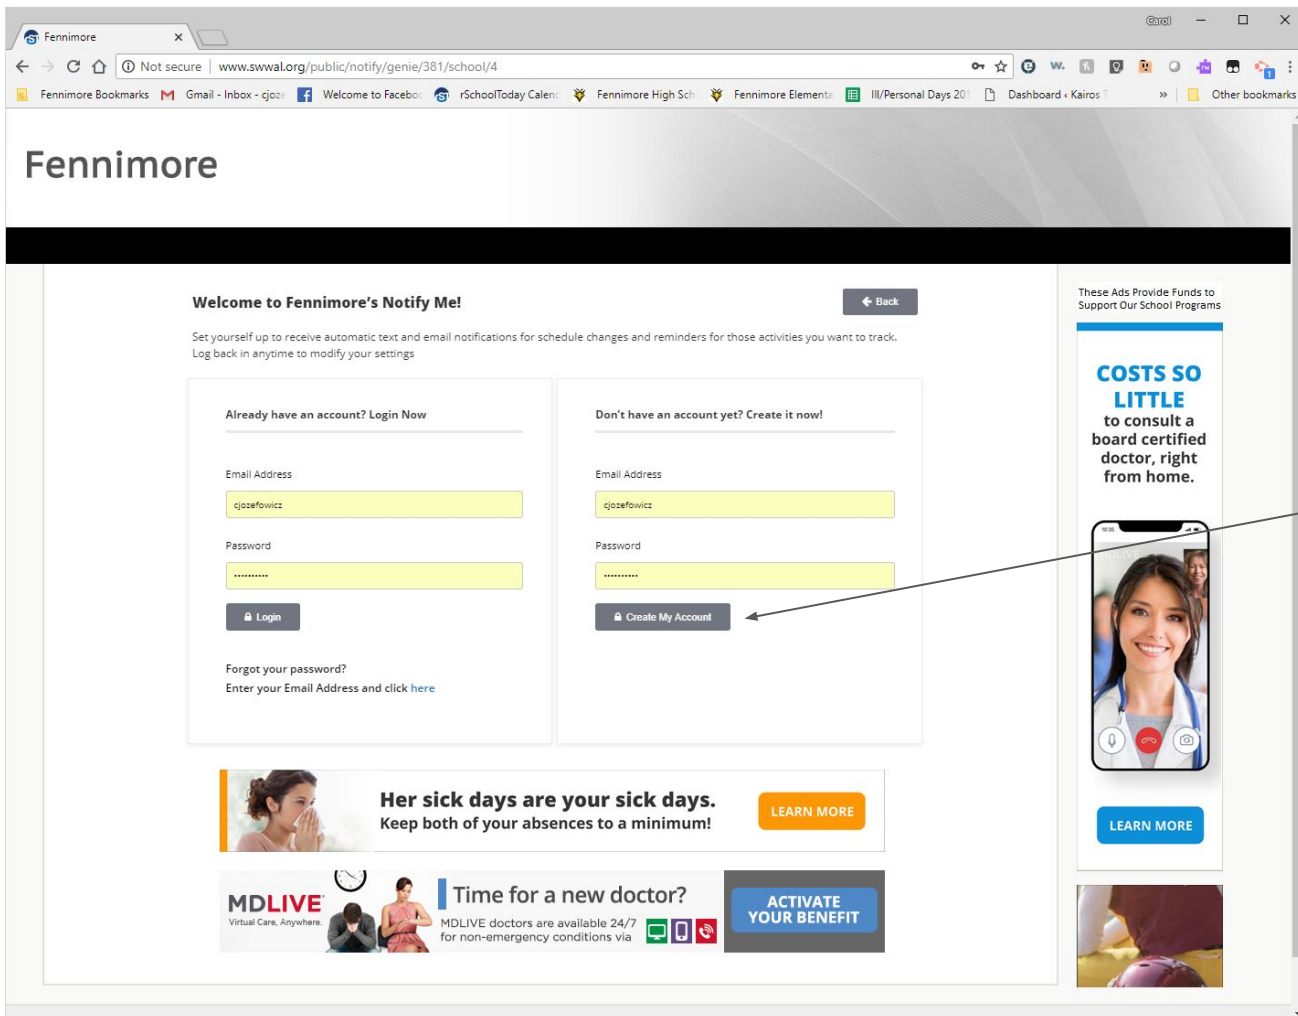 Carol
Fennimore
Not secure | www.swwal.org/public/notify/genie/381/school/4
Fennimore Bookmarks
Gmail - Inbox - cjoze
Welcome to Faceboo
rSchoolToday Calend
Fennimore High Sch
Fennimore Elementa
Ill/Personal Days 201
Dashboard ‹ Kairos T
»
Other bookmarks
Fennimore
Welcome to Fennimore's Notify Me!
Back
Set yourself up to receive automatic text and email notifications for schedule changes and reminders for those activities you want to track.
Log back in anytime to modify your settings
Already have an account? Login Now
Email Address
cjozefowicz
Password
••••••••••
Login
Forgot your password?
Enter your Email Address and click here
Don't have an account yet? Create it now!
Email Address
cjozefowicz
Password
••••••••••
Create My Account
These Ads Provide Funds to
Support Our School Programs
COSTS SO
LITTLE
to consult a
board certified
doctor, right
from home.
10:35
MDLIVE
LEARN MORE
Her sick days are your sick days.
Keep both of your absences to a minimum!
LEARN MORE
MDLIVE
Virtual Care, Anywhere.
Time for a new doctor?
MDLIVE doctors are available 24/7
for non-emergency conditions via
ACTIVATE
YOUR BENEFIT